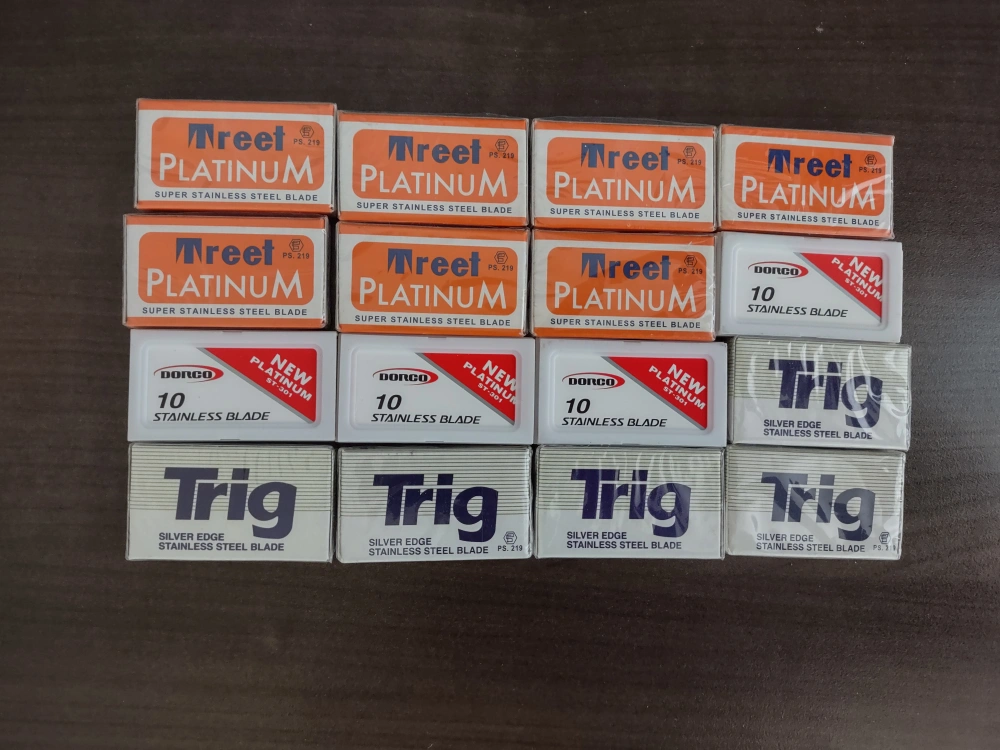 Treet PS. 219
PLATINUM
SUPER STAINLESS STEEL BLADE
Treet PS. 219
PLATINUM
SUPER STAINLESS STEEL BLADE
Treet PS. 219
PLATINUM
SUPER STAINLESS STEEL BLADE
Treet PS. 219
PLATINUM
SUPER STAINLESS STEEL BLADE
Treet PS. 219
PLATINUM
SUPER STAINLESS STEEL BLADE
Treet PS. 219
PLATINUM
SUPER STAINLESS STEEL BLADE
Treet PS. 219
PLATINUM
SUPER STAINLESS STEEL BLADE
DORCO
NEW
PLATINUM
ST-301
10
STAINLESS BLADE
DORCO
NEW
PLATINUM
ST-301
10
STAINLESS BLADE
DORCO
NEW
PLATINUM
ST-301
10
STAINLESS BLADE
DORCO
NEW
PLATINUM
ST-301
10
STAINLESS BLADE
Trig
SILVER EDGE
STAINLESS STEEL BLADE
Trig
SILVER EDGE
STAINLESS STEEL BLADE
Trig
SILVER EDGE
STAINLESS STEEL BLADE PS. 219
Trig
SILVER EDGE
STAINLESS STEEL BLADE
Trig
SILVER EDGE
STAINLESS STEEL BLADE PS. 219